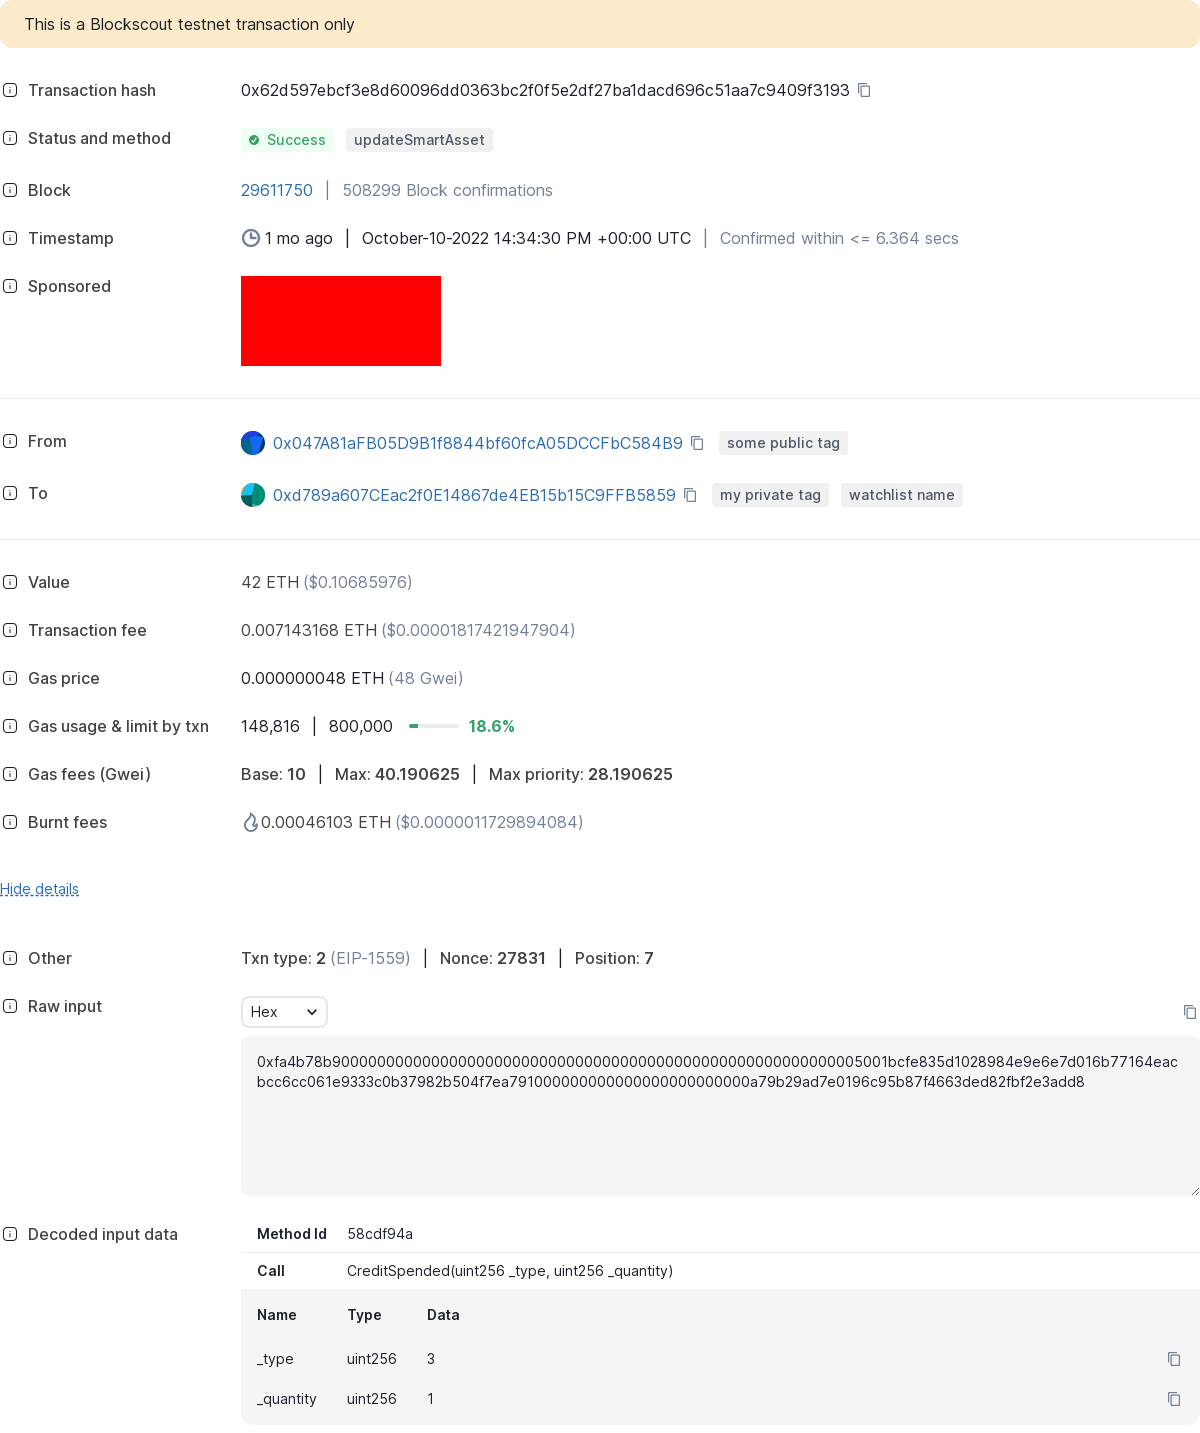 This is a Blockscout testnet transaction only
Transaction hash 0x62d597ebcf3e8d60096dd0363bc2f0f5e2df27ba1dacd696c51aa7c9409f3193
Status and method Success updateSmartAsset
Block 29611750 | 508299 Block confirmations
Timestamp 1 mo ago | October-10-2022 14:34:30 PM +00:00 UTC | Confirmed within <= 6.364 secs
Sponsored
From 0x047A81aFB05D9B1f8844bf60fcA05DCCFbC584B9 some public tag
To 0xd789a607CEac2f0E14867de4EB15b15C9FFB5859 my private tag watchlist name
Value 42 ETH ($0.10685976)
Transaction fee 0.007143168 ETH ($0.00001817421947904)
Gas price 0.000000048 ETH (48 Gwei)
Gas usage & limit by txn 148,816 | 800,000 18.6%
Gas fees (Gwei) Base: 10 | Max: 40.190625 | Max priority: 28.190625
Burnt fees 0.00046103 ETH ($0.0000011729894084)
Hide details
Other Txn type: 2 (EIP-1559) | Nonce: 27831 | Position: 7
Raw input Hex
0xfa4b78b90000000000000000000000000000000000000000000000000000000005001bcfe835d1028984e9e6e7d016b77164eac
bcc6cc061e9333c0b37982b504f7ea791000000000000000000000000a79b29ad7e0196c95b87f4663ded82fbf2e3add8
Decoded input data Method Id 58cdf94a
Call CreditSpended(uint256 _type, uint256 _quantity)
Name Type Data
_type uint256 3
_quantity uint256 1